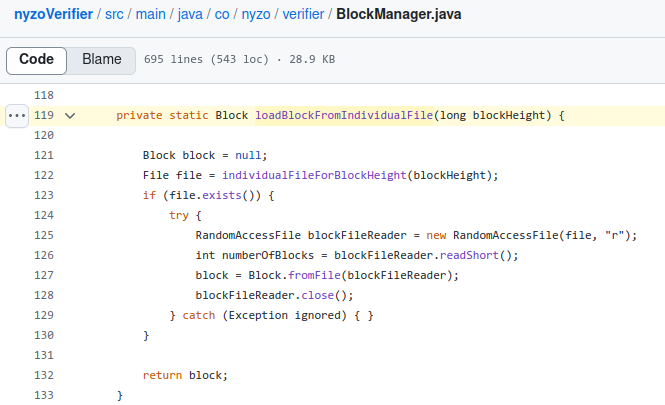 nyzoVerifier / src / main / java / co / nyzo / verifier / BlockManager.java
Code Blame 695 lines (543 loc) · 28.9 KB
118
119 private static Block loadBlockFromIndividualFile(long blockHeight) {
120
121 Block block = null;
122 File file = individualFileForBlockHeight(blockHeight);
123 if (file.exists()) {
124 try {
125 RandomAccessFile blockFileReader = new RandomAccessFile(file, "r");
126 int numberOfBlocks = blockFileReader.readShort();
127 block = Block.fromFile(blockFileReader);
128 blockFileReader.close();
129 } catch (Exception ignored) { }
130 }
131
132 return block;
133 }